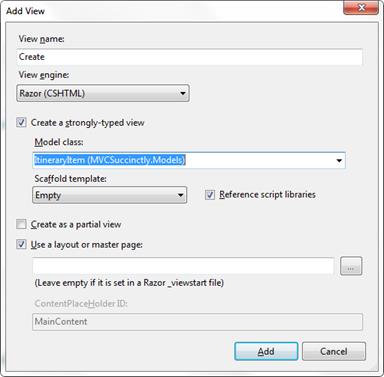 Add View
View name:
Create
View engine:
Razor (CSHTML)
Create a strongly-typed view
Model class:
ItineraryItem (MVCSuccinctly.Models)
Scaffold template:
Empty
Reference script libraries
Create as a partial view
Use a layout or master page:
...
(Leave empty if it is set in a Razor _viewstart file)
ContentPlaceHolder ID:
MainContent
Add
Cancel